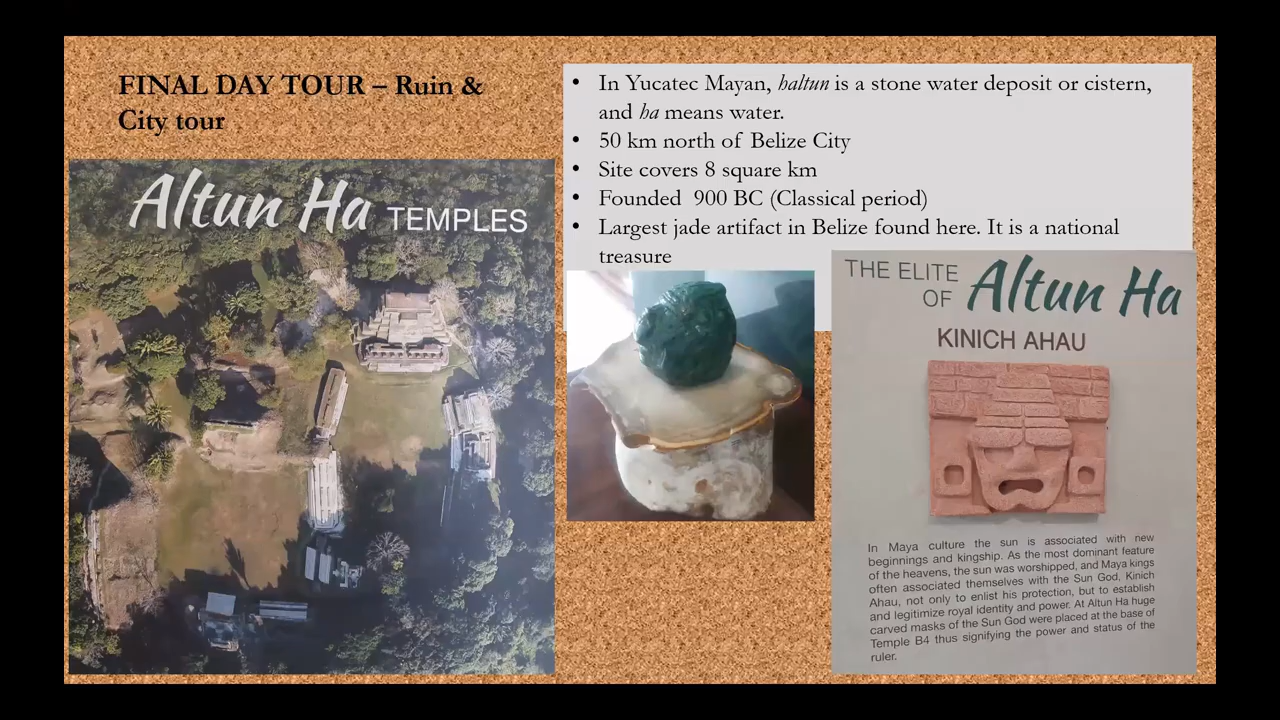 FINAL DAY TOUR – Ruin &
City tour
• In Yucatec Mayan, haltun is a stone water deposit or cistern,
and ha means water.
• 50 km north of Belize City
• Site covers 8 square km
• Founded 900 BC (Classical period)
• Largest jade artifact in Belize found here. It is a national
treasure
Altun Ha TEMPLES
THE ELITE
OF Altun Ha
KINICH AHAU
In Maya culture the sun is associated with new
beginnings and kingship. As the most dominant feature
of the heavens, the sun was worshipped, and Maya kings
often associated themselves with the Sun God, Kinich
Ahau, not only to enlist his protection, but to establish
and legitimize royal identity and power. At Altun Ha huge
carved masks of the Sun God were placed at the base of
Temple B4 thus signifying the power and status of the
ruler.